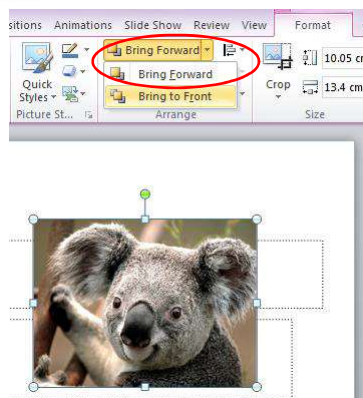 sitions Animations Slide Show Review View Format
Bring Forward
10.05 cm
Bring Forward
Quick
Styles
Crop
13.4 cm
Bring to Front
Picture St... Arrange Size